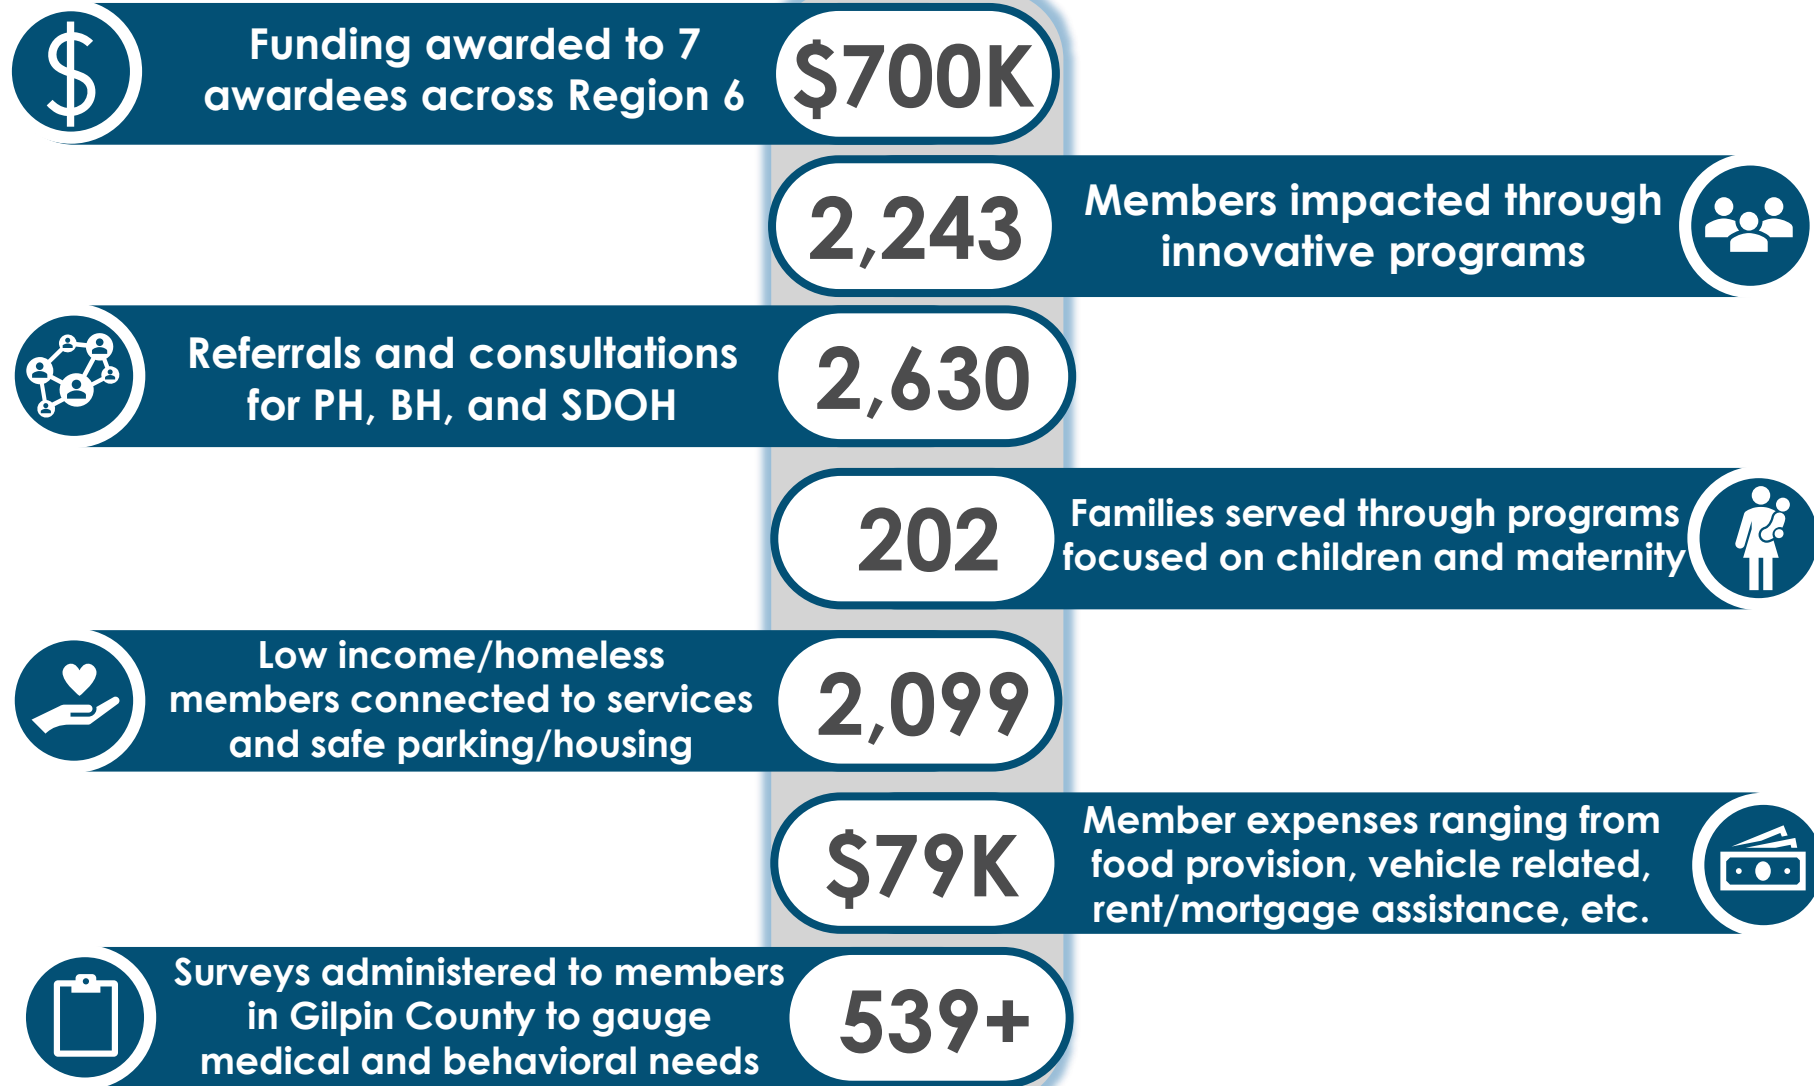 Funding awarded to 7
awardees across Region 6
$700K
2,243
Members impacted through
innovative programs
Referrals and consultations
for PH, BH, and SDOH
2,630
202
Families served through programs
focused on children and maternity
Low income/homeless
members connected to services
and safe parking/housing
2,099
$79K
Member expenses ranging from
food provision, vehicle related,
rent/mortgage assistance, etc.
Surveys administered to members
in Gilpin County to gauge
medical and behavioral needs
539+